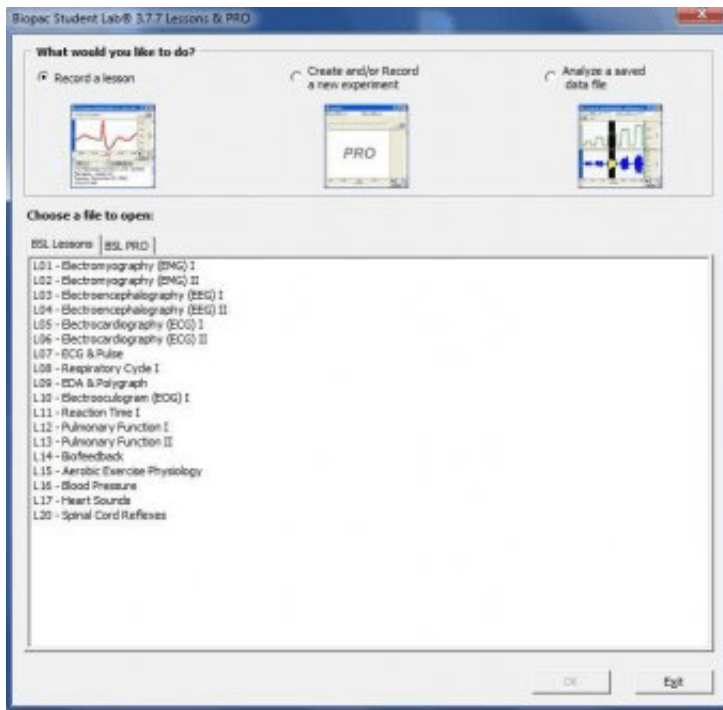 Biopac Student Lab® 3.7.7 Lessons & PRO
What would you like to do?
Record a lesson
Create and/or Record
a new experiment
Analyze a saved
data file
PRO
Choose a file to open:
BSL Lessons
BSL PRO
L01 - Electromyography (EMG) I
L02 - Electromyography (EMG) II
L03 - Electroencephalography (EEG) I
L04 - Electroencephalography (EEG) II
L05 - Electrocardiography (ECG) I
L06 - Electrocardiography (ECG) II
L07 - ECG & Pulse
L08 - Respiratory Cycle I
L09 - EDA & Polygraph
L10 - Electrooculogram (EOG) I
L11 - Reaction Time I
L12 - Pulmonary Function I
L13 - Pulmonary Function II
L14 - Biofeedback
L15 - Aerobic Exercise Physiology
L16 - Blood Pressure
L17 - Heart Sounds
L20 - Spinal Cord Reflexes
OK
Exit